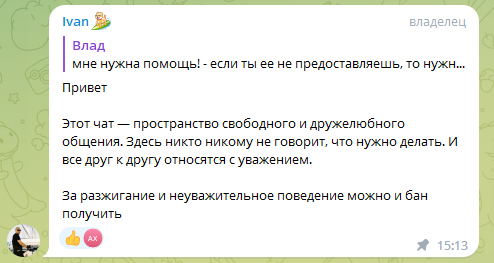 Ivan
владелец
Влад
мне нужна помощь! - если ты ее не предоставляешь, то нужн...
Привет
Этот чат — пространство свободного и дружелюбного
общения. Здесь никто никому не говорит, что нужно делать. И
все друг к другу относятся с уважением.
За разжигание и неуважительное поведение можно и бан
получить
АХ
15:13